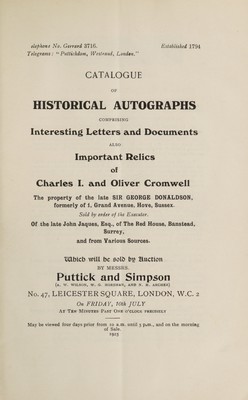 elephone No. Gerrard 3716. Established 1794
Telegrams: "Puttickdom, Westrand, London."
CATALOGUE
OF
HISTORICAL AUTOGRAPHS
COMPRISING
Interesting Letters and Documents
ALSO
Important Relics
of
Charles I. and Oliver Cromwell
The property of the late SIR GEORGE DONALDSON,
formerly of 1, Grand Avenue, Hove, Sussex
Sold by order of the Executor.
Of the late John Jaques, Esq., of The Red House, Banstead,
Surrey,
and from Various Sources.
Which will be sold by Auction
BY MESSRS.
Puttick and Simpson
No. 47, LEICESTER SQUARE, LONDON, W.C. 2
On FRIDAY, 10th JULY
AT TEN MINUTES PAST ONE O'CLOCK PRECISELY
May be viewed four days prior from 10 a.m. until 5 p.m., and on the morning
of Sale.
1925